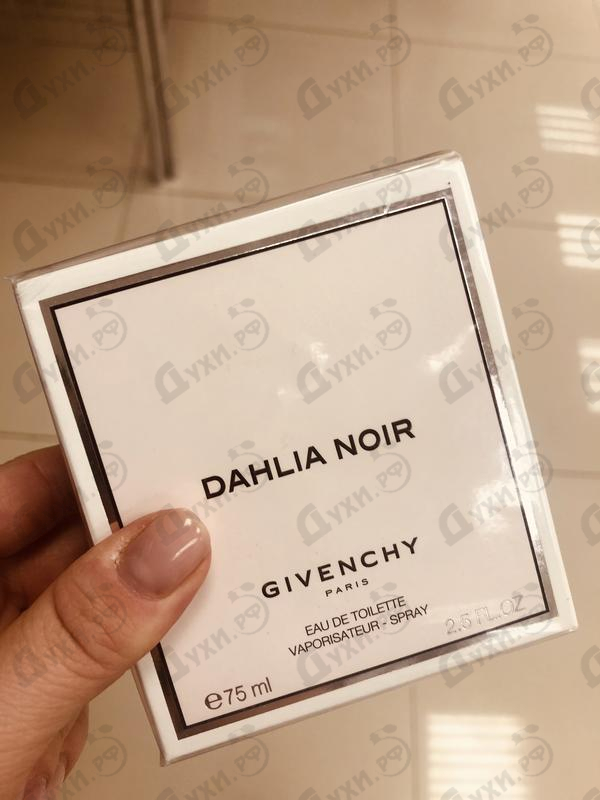 DAHLIA NOIR
GIVENCHY
PARIS
EAU DE TOILETTE
VAPORISATEUR - SPRAY
℮75 ml
2.5 FL.OZ
Духи.рф